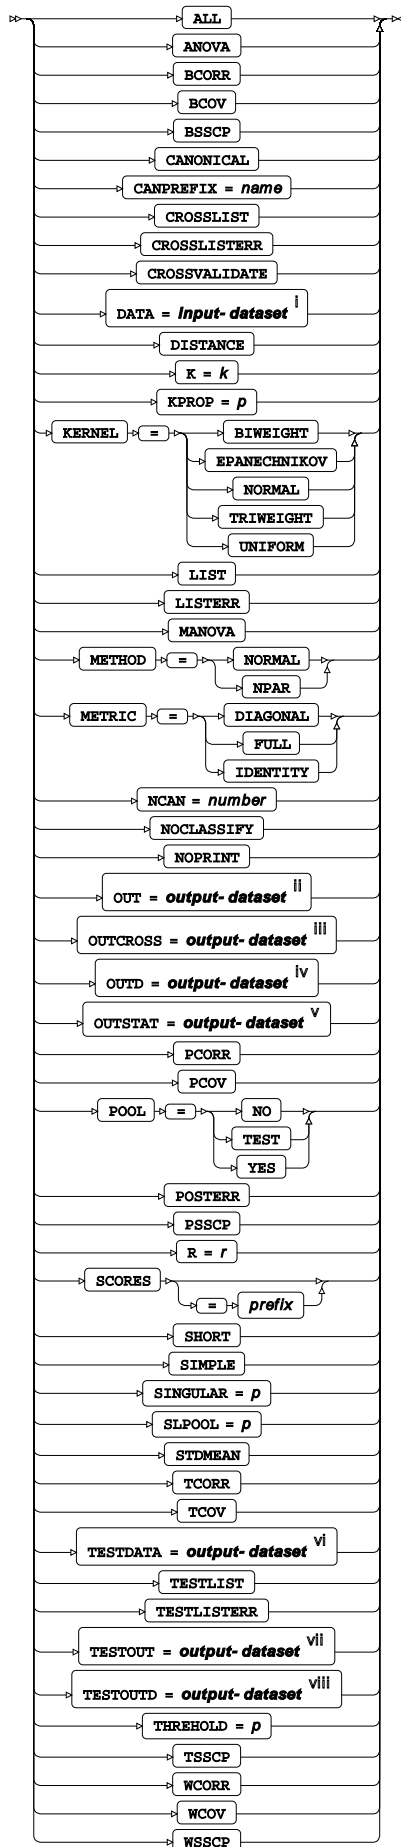 ALL
ANOVA
BCORR
BCOV
BSSCP
CANONICAL
CANPREFIX = name
CROSSLIST
CROSSLISTERR
CROSSVALIDATE
DATA = input- dataset i
DISTANCE
K = k
KPROP = p
KERNEL = BIWEIGHT
EPANECHNIKOV
NORMAL
TRIWEIGHT
UNIFORM
LIST
LISTERR
MANOVA
METHOD = NORMAL
NPAR
METRIC = DIAGONAL
FULL
IDENTITY
NCAN = number
NOCLASSIFY
NOPRINT
OUT = output- dataset ii
OUTCROSS = output- dataset iii
OUTD = output- dataset iv
OUTSTAT = output- dataset v
PCORR
PCOV
POOL = NO
TEST
YES
POSTERR
PSSCP
R = r
SCORES
= prefix
SHORT
SIMPLE
SINGULAR = p
SLPOOL = p
STDMEAN
TCORR
TCOV
TESTDATA = output- dataset vi
TESTLIST
TESTLISTERR
TESTOUT = output- dataset vii
TESTOUTD = output- dataset viii
THREHOLD = p
TSSCP
WCORR
WCOV
WSSCP